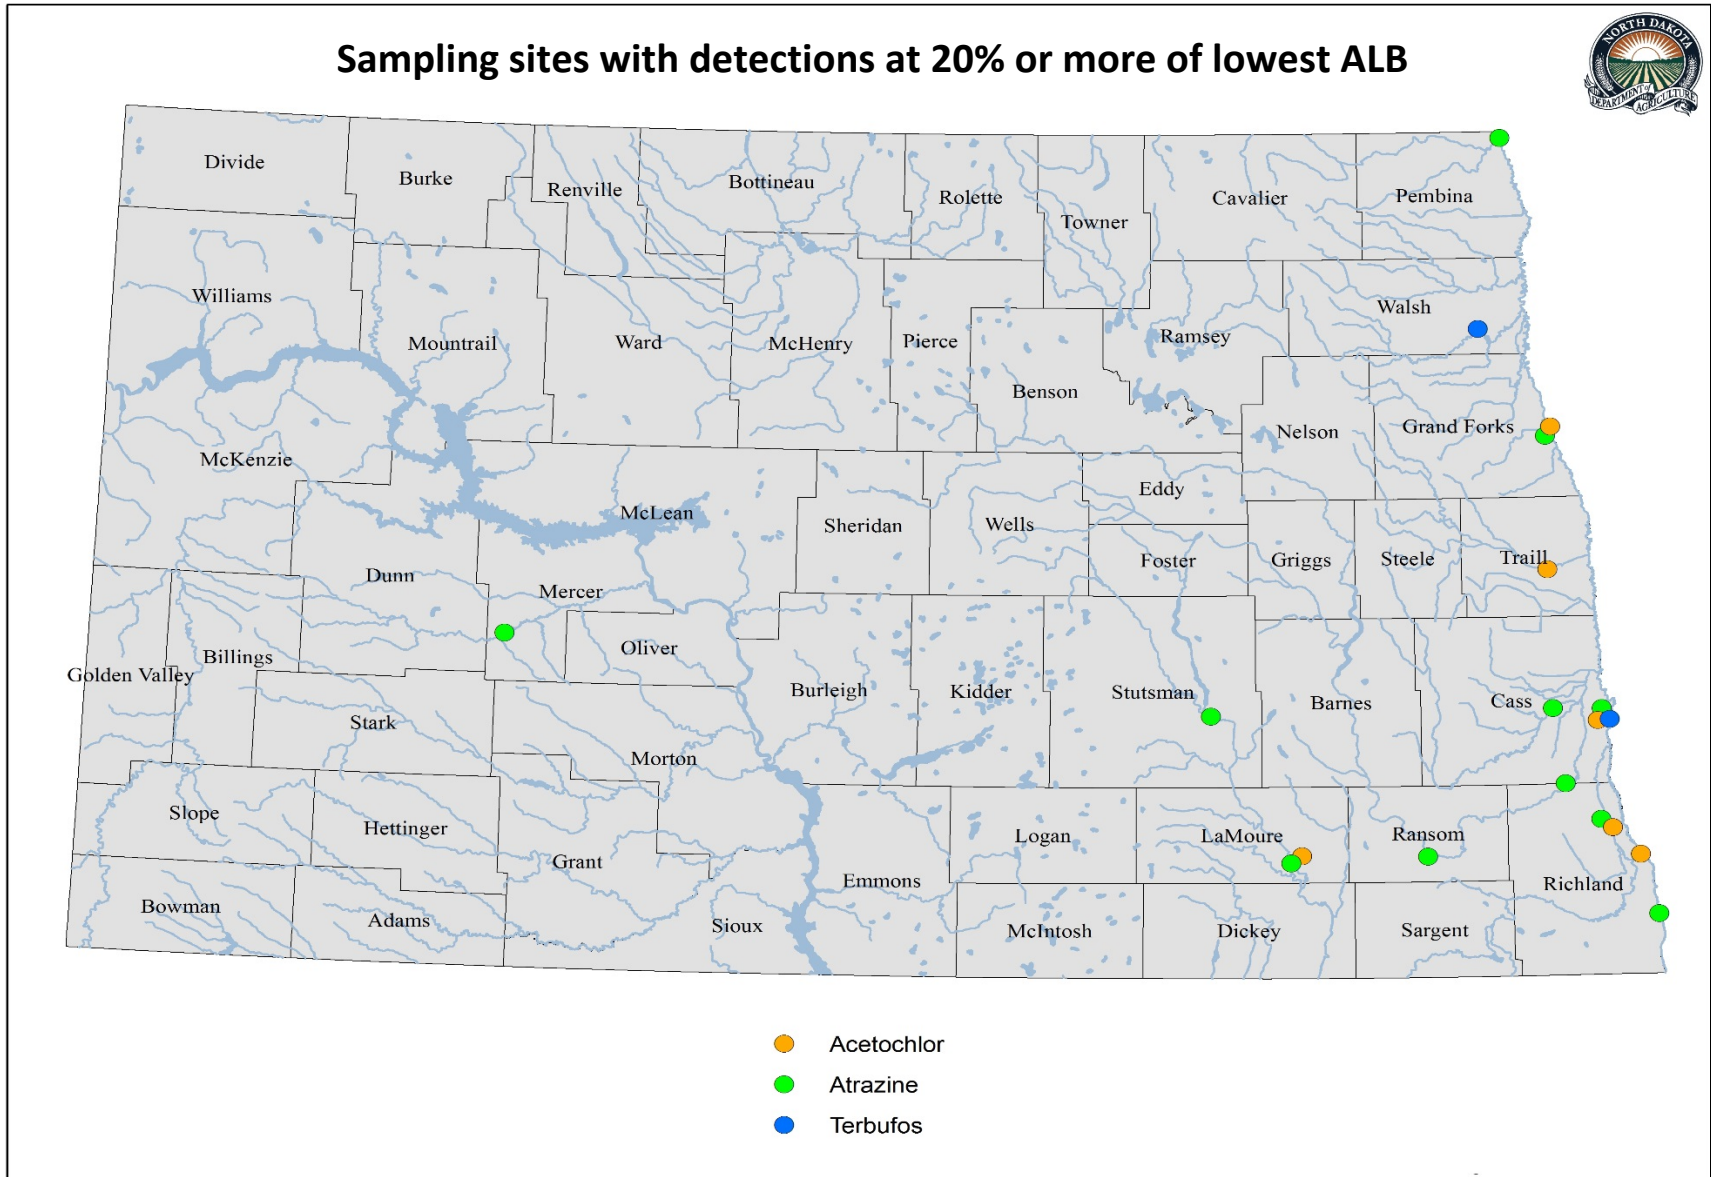 Sampling sites with detections at 20% or more of lowest ALB
NORTH DAKOTA
DEPARTMENT of AGRICULTURE
Divide
Burke
Renville
Bottineau
Rolette
Towner
Cavalier
Pembina
Williams
Mountrail
Ward
McHenry
Pierce
Benson
Ramsey
Walsh
McKenzie
Nelson
Grand Forks
McLean
Sheridan
Wells
Eddy
Foster
Griggs
Steele
Traill
Dunn
Mercer
Oliver
Golden Valley
Billings
Stark
Morton
Burleigh
Kidder
Stutsman
Barnes
Cass
Slope
Hettinger
Grant
Emmons
Logan
LaMoure
Ransom
Richland
Bowman
Adams
Sioux
McIntosh
Dickey
Sargent
Acetochlor
Atrazine
Terbufos